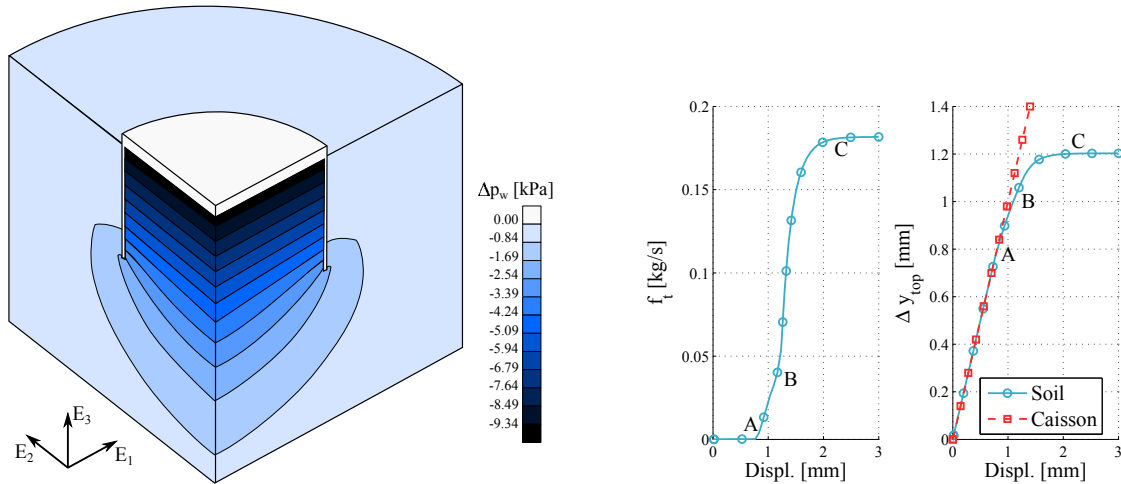 Δp_w [kPa]
0.00
-0.84
-1.69
-2.54
-3.39
-4.24
-5.09
-5.94
-6.79
-7.64
-8.49
-9.34
E_3
E_2
E_1
f_t [kg/s]
0.2
0.15
0.1
0.05
0
A
B
C
0 1 2 3
Displ. [mm]
Δ y_top [mm]
1.4
1.2
1
0.8
0.6
0.4
0.2
0
C
B
A
Soil
Caisson
0 1 2 3
Displ. [mm]